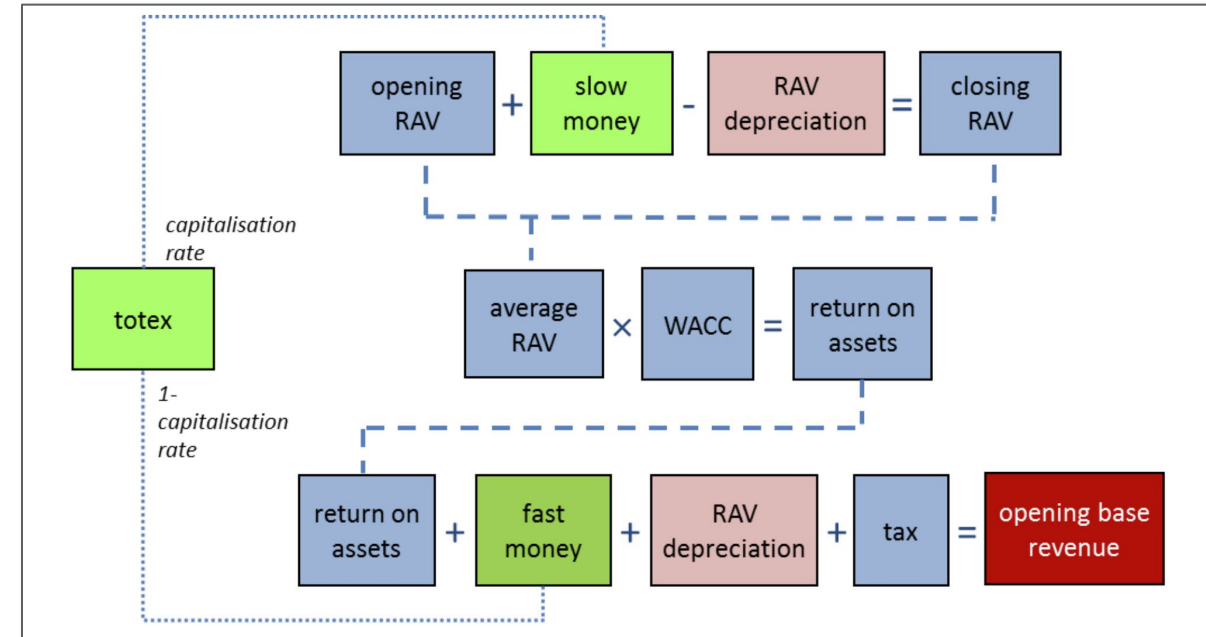 opening
RAV
+
slow
money
-
RAV
depreciation
=
closing
RAV
capitalisation
rate
totex
1-
capitalisation
rate
average
RAV
×
WACC
=
return on
assets
return on
assets
+
fast
money
+
RAV
depreciation
+
tax
=
opening base
revenue